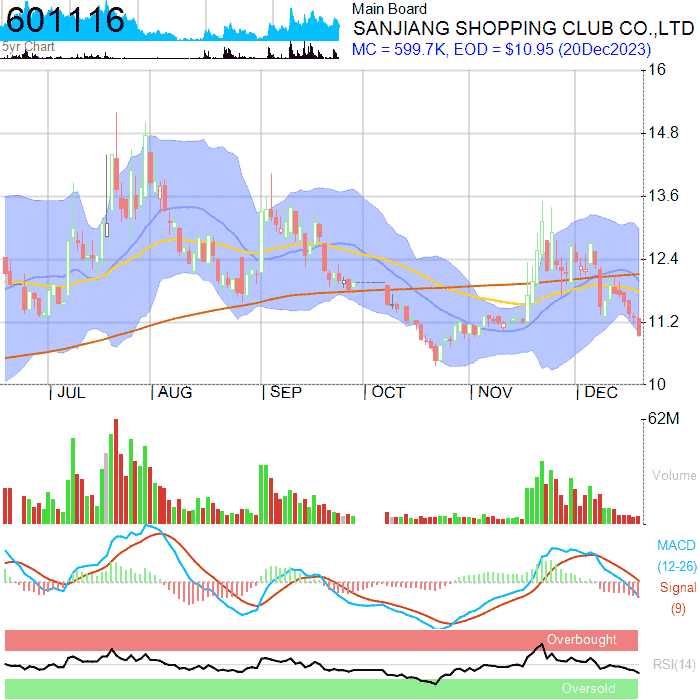 601116
5yr Chart
Main Board
SANJIANG SHOPPING CLUB CO.,LTD
MC = 599.7K, EOD = $10.95 (20Dec2023)
16
14.8
13.6
12.4
11.2
10
JUL AUG SEP OCT NOV DEC
62M
Volume
MACD
(12-26)
Signal
(9)
Overbought
RSI(14)
Oversold